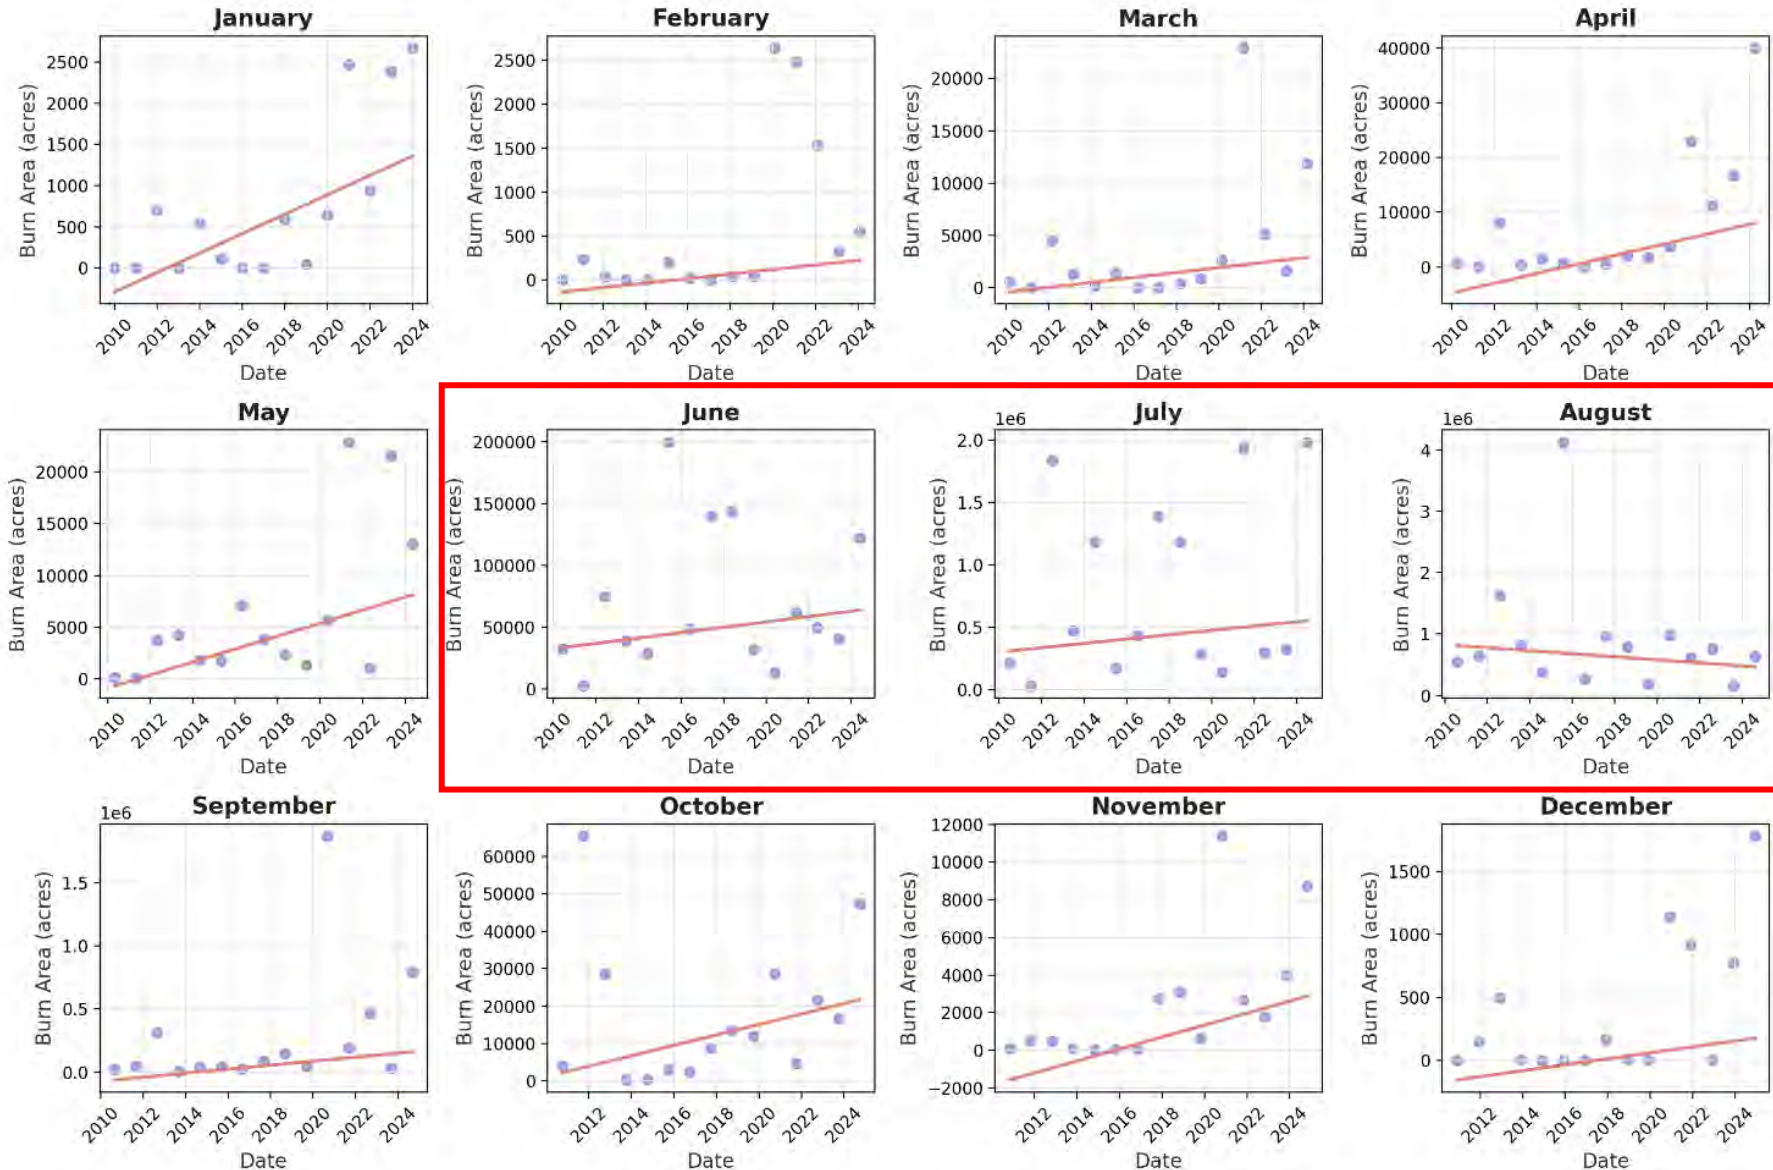 January
Burn Area (acres)
2500
2000
1500
1000
500
0
2010 2012 2014 2016 2018 2020 2022 2024
Date
February
Burn Area (acres)
2500
2000
1500
1000
500
0
2010 2012 2014 2016 2018 2020 2022 2024
Date
March
Burn Area (acres)
20000
15000
10000
5000
0
2010 2012 2014 2016 2018 2020 2022 2024
Date
April
Burn Area (acres)
40000
30000
20000
10000
0
2010 2012 2014 2016 2018 2020 2022 2024
Date
May
Burn Area (acres)
20000
15000
10000
5000
0
2010 2012 2014 2016 2018 2020 2022 2024
Date
June
Burn Area (acres)
200000
150000
100000
50000
0
2010 2012 2014 2016 2018 2020 2022 2024
Date
July
1e6
Burn Area (acres)
2.0
1.5
1.0
0.5
0.0
2010 2012 2014 2016 2018 2020 2022 2024
Date
August
1e6
Burn Area (acres)
4
3
2
1
0
2010 2012 2014 2016 2018 2020 2022 2024
Date
September
1e6
Burn Area (acres)
1.5
1.0
0.5
0.0
2010 2012 2014 2016 2018 2020 2022 2024
Date
October
Burn Area (acres)
60000
50000
40000
30000
20000
10000
0
2012 2014 2016 2018 2020 2022 2024
Date
November
Burn Area (acres)
12000
10000
8000
6000
4000
2000
0
−2000
2012 2014 2016 2018 2020 2022 2024
Date
December
Burn Area (acres)
1500
1000
500
0
2012 2014 2016 2018 2020 2022 2024
Date